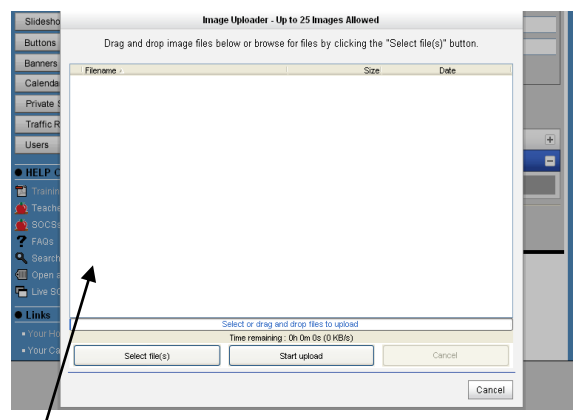 Slidesho
Buttons
Banners
Calenda
Private S
Traffic R
Users
HELP C
Trainin
Teache
SOCSe
FAQs
Search
Open a
Live SO
Links
Your Ho
Your Ca
Image Uploader - Up to 25 Images Allowed
Drag and drop image files below or browse for files by clicking the "Select file(s)" button.
Filename Size Date
Select or drag and drop files to upload
Time remaining : 0h 0m 0s (0 KB/s)
Select file(s) Start upload Cancel
Cancel